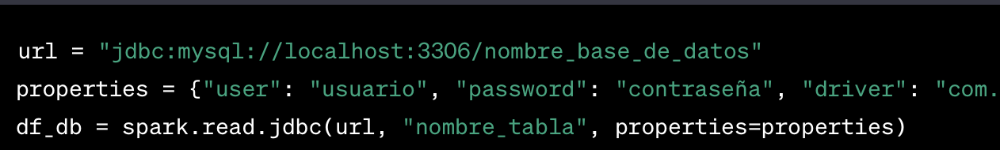 url = "jdbc:mysql://localhost:3306/nombre_base_de_datos"
properties = {"user": "usuario", "password": "contraseña", "driver": "com.
df_db = spark.read.jdbc(url, "nombre_tabla", properties=properties)